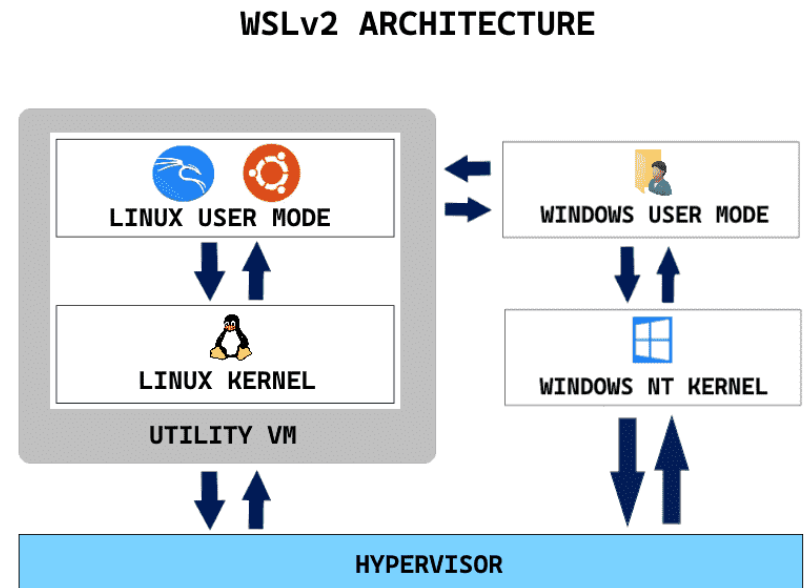 WSLv2 ARCHITECTURE
LINUX USER MODE
WINDOWS USER MODE
LINUX KERNEL
WINDOWS NT KERNEL
UTILITY VM
HYPERVISOR